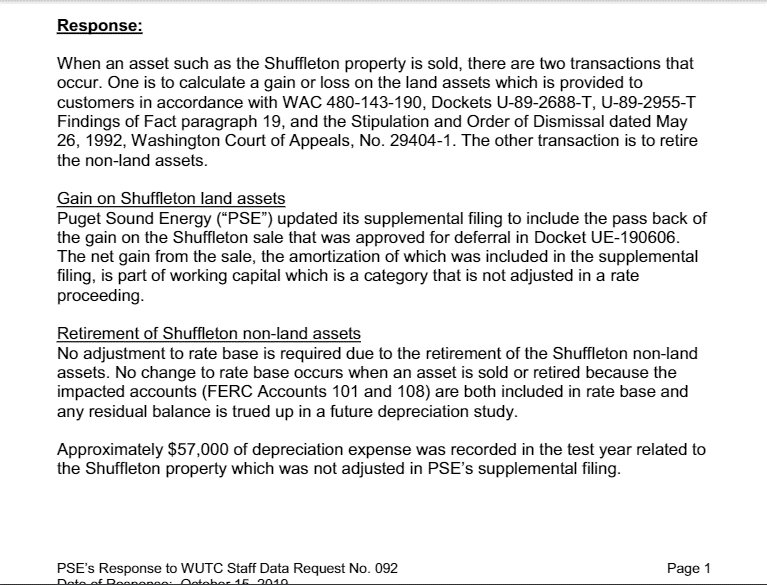 Response:
When an asset such as the Shuffleton property is sold, there are two transactions that
occur. One is to calculate a gain or loss on the land assets which is provided to
customers in accordance with WAC 480-143-190, Dockets U-89-2688-T, U-89-2955-T
Findings of Fact paragraph 19, and the Stipulation and Order of Dismissal dated May
26, 1992, Washington Court of Appeals, No. 29404-1. The other transaction is to retire
the non-land assets.
Gain on Shuffleton land assets
Puget Sound Energy (“PSE”) updated its supplemental filing to include the pass back of
the gain on the Shuffleton sale that was approved for deferral in Docket UE-190606.
The net gain from the sale, the amortization of which was included in the supplemental
filing, is part of working capital which is a category that is not adjusted in a rate
proceeding.
Retirement of Shuffleton non-land assets
No adjustment to rate base is required due to the retirement of the Shuffleton non-land
assets. No change to rate base occurs when an asset is sold or retired because the
impacted accounts (FERC Accounts 101 and 108) are both included in rate base and
any residual balance is trued up in a future depreciation study.
Approximately $57,000 of depreciation expense was recorded in the test year related to
the Shuffleton property which was not adjusted in PSE’s supplemental filing.
PSE’s Response to WUTC Staff Data Request No. 092 Page 1
Date of Response: October 15, 2019